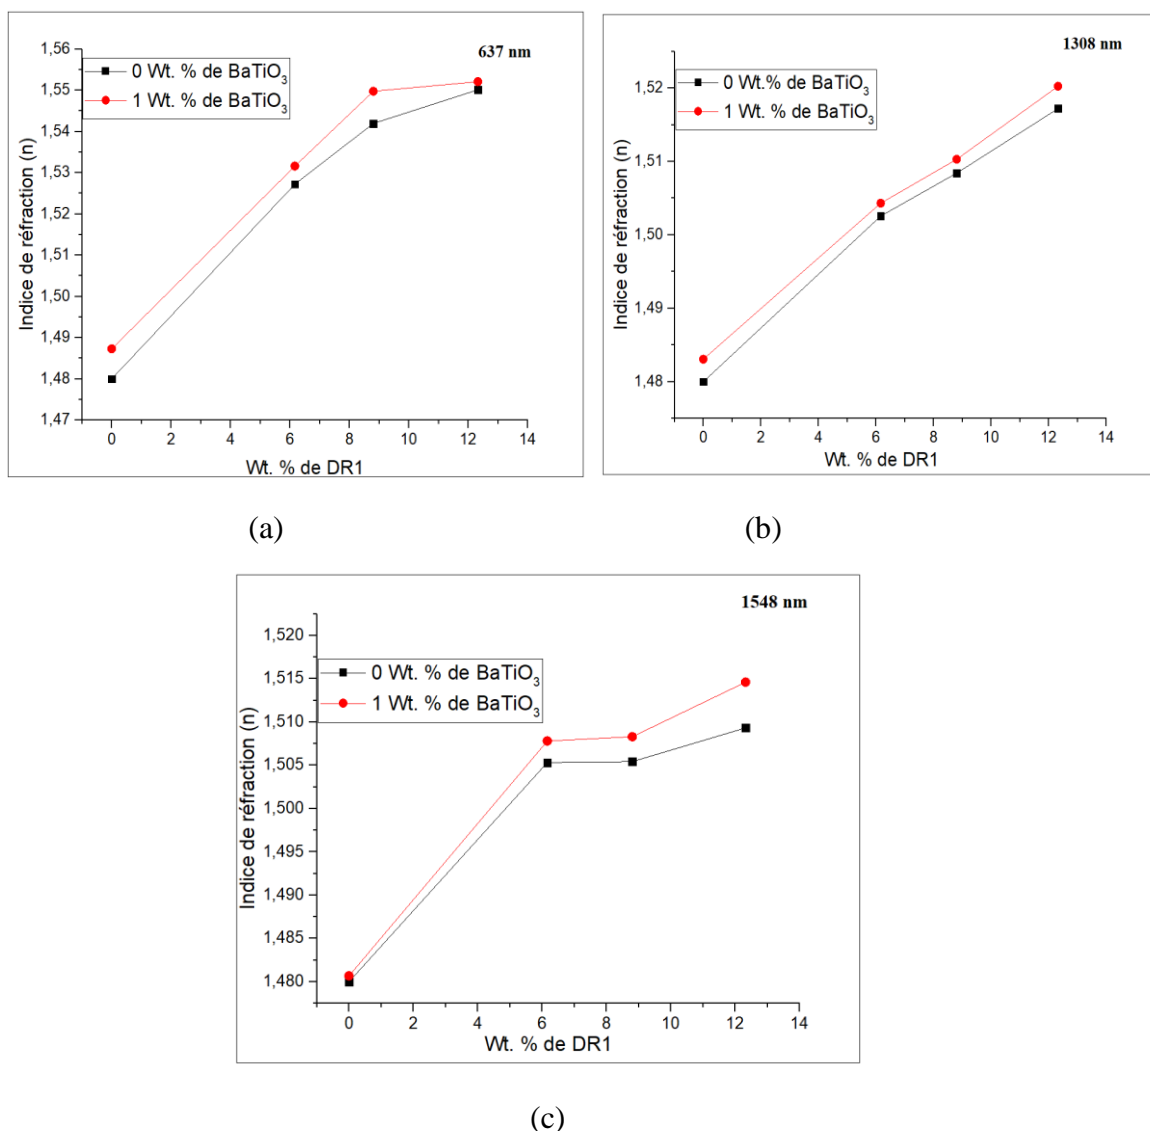 637 nm
0 Wt. % de BaTiO3
1 Wt. % de BaTiO3
Indice de réfraction (n)
1,56
1,55
1,54
1,53
1,52
1,51
1,50
1,49
1,48
1,47
0 2 4 6 8 10 12 14
Wt. % de DR1
(a)
1308 nm
0 Wt.% de BaTiO3
1 Wt. % de BaTiO3
Indice de réfraction (n)
1,52
1,51
1,50
1,49
1,48
0 2 4 6 8 10 12 14
Wt. % de DR1
(b)
1548 nm
0 Wt. % de BaTiO3
1 Wt. % de BaTiO3
Indice de réfraction (n)
1,520
1,515
1,510
1,505
1,500
1,495
1,490
1,485
1,480
0 2 4 6 8 10 12 14
Wt. % de DR1
(c)